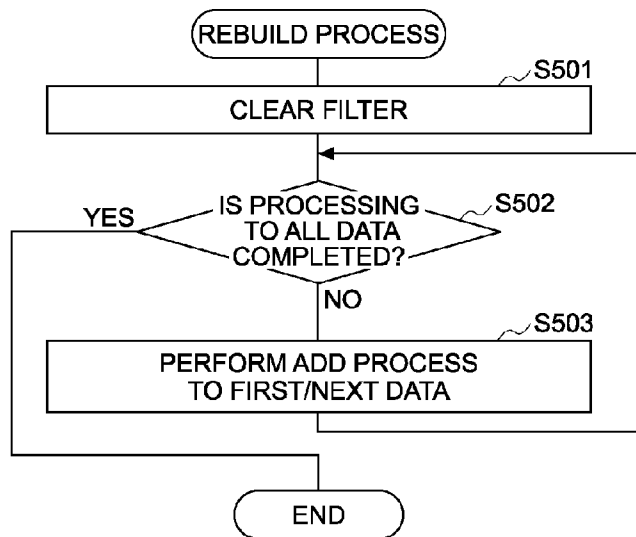 REBUILD PROCESS
S501
CLEAR FILTER
YES
IS PROCESSING
TO ALL DATA
COMPLETED?
S502
NO
S503
PERFORM ADD PROCESS
TO FIRST/NEXT DATA
END